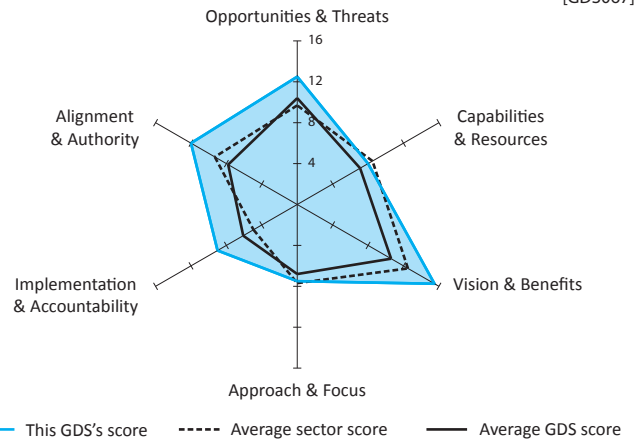 [GDS067]
Opportunities & Threats
16
12
8
4
Alignment
& Authority
Capabilities
& Resources
Implementation
& Accountability
Vision & Benefits
Approach & Focus
This GDS's score
Average sector score
Average GDS score